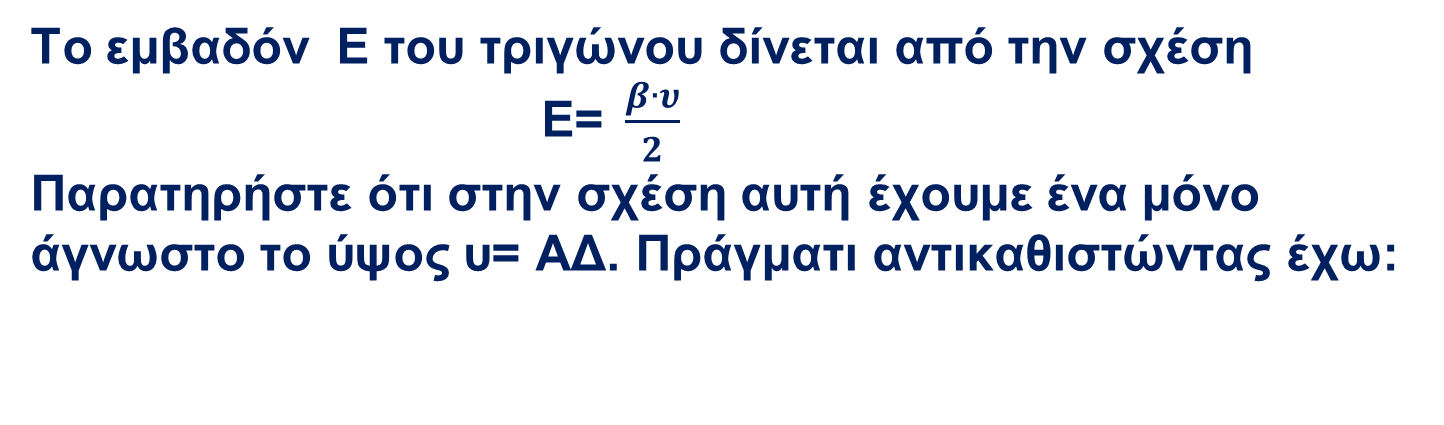 Το εμβαδόν Ε του τριγώνου δίνεται από την σχέση
Ε= β·υ/2
Παρατηρήστε ότι στην σχέση αυτή έχουμε ένα μόνο
άγνωστο το ύψος υ= ΑΔ. Πράγματι αντικαθιστώντας έχω: